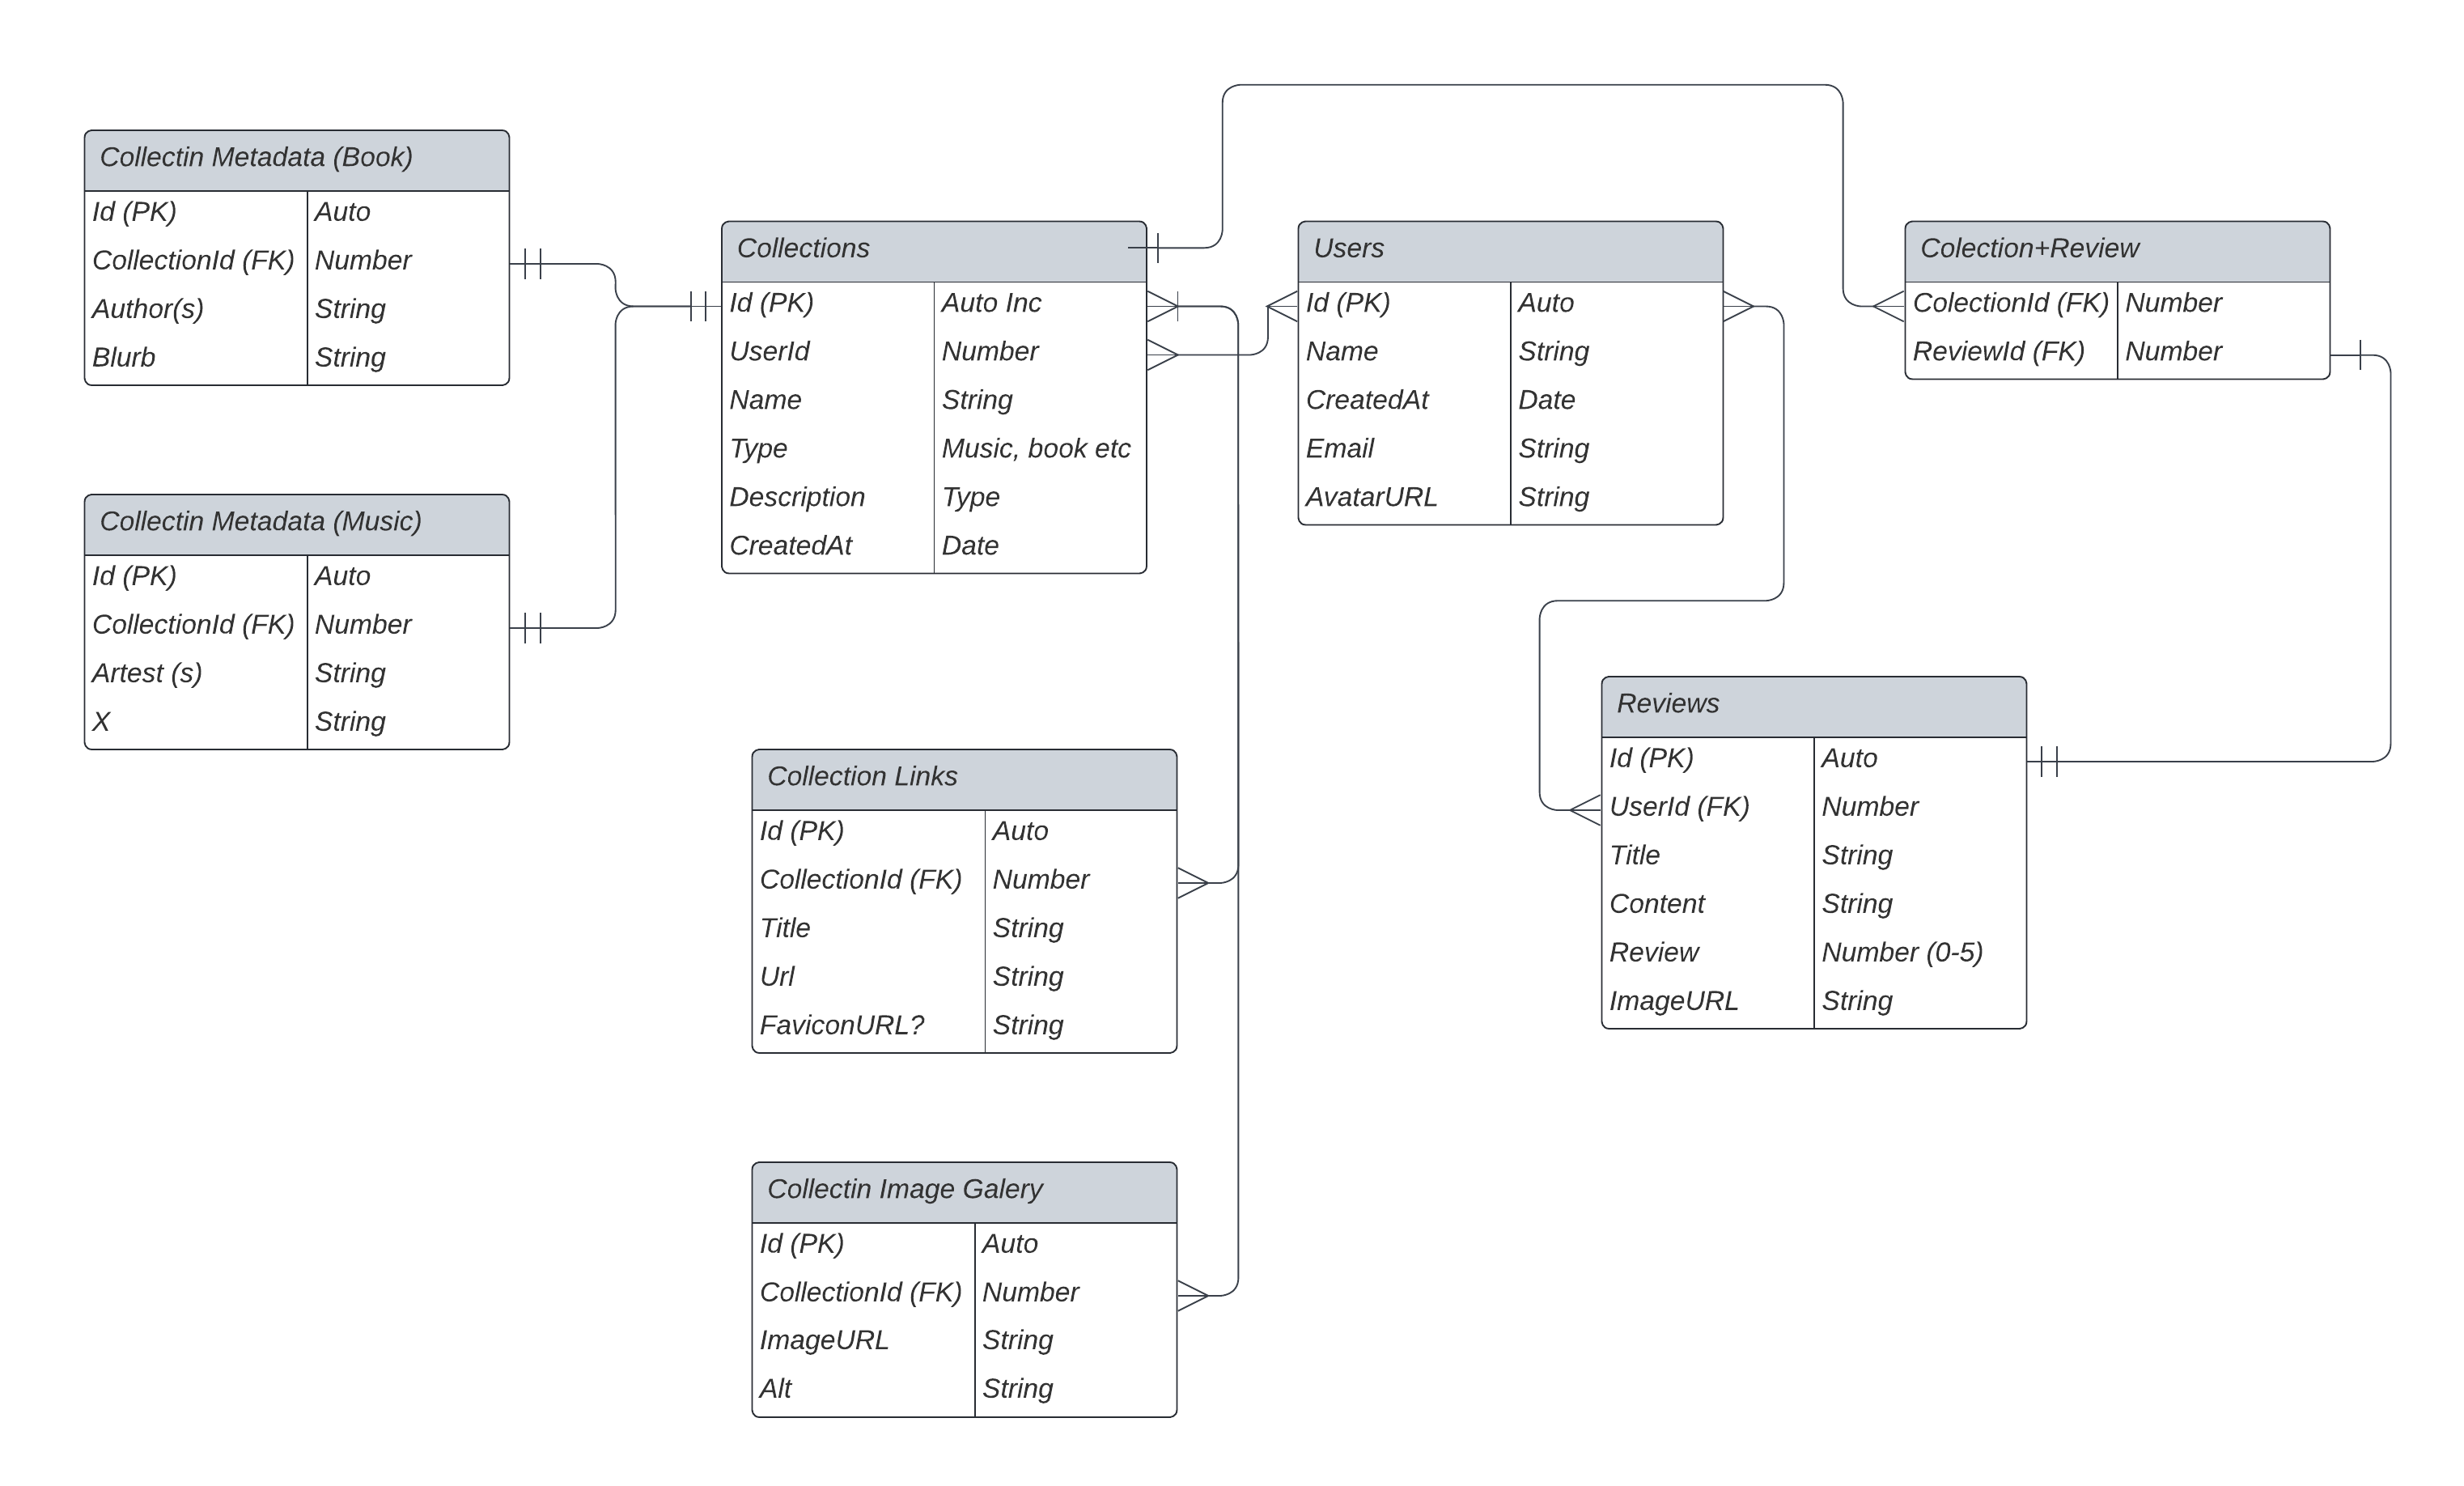 Collectin Metadata (Book)
Id (PK) Auto
CollectionId (FK) Number
Author(s) String
Blurb String
Collectin Metadata (Music)
Id (PK) Auto
CollectionId (FK) Number
Artest (s) String
X String
Collections
Id (PK) Auto Inc
UserId Number
Name String
Type Music, book etc
Description Type
CreatedAt Date
Collection Links
Id (PK) Auto
CollectionId (FK) Number
Title String
Url String
FaviconURL? String
Collectin Image Galery
Id (PK) Auto
CollectionId (FK) Number
ImageURL String
Alt String
Users
Id (PK) Auto
Name String
CreatedAt Date
Email String
AvatarURL String
Colection+Review
ColectionId (FK) Number
ReviewId (FK) Number
Reviews
Id (PK) Auto
UserId (FK) Number
Title String
Content String
Review Number (0-5)
ImageURL String